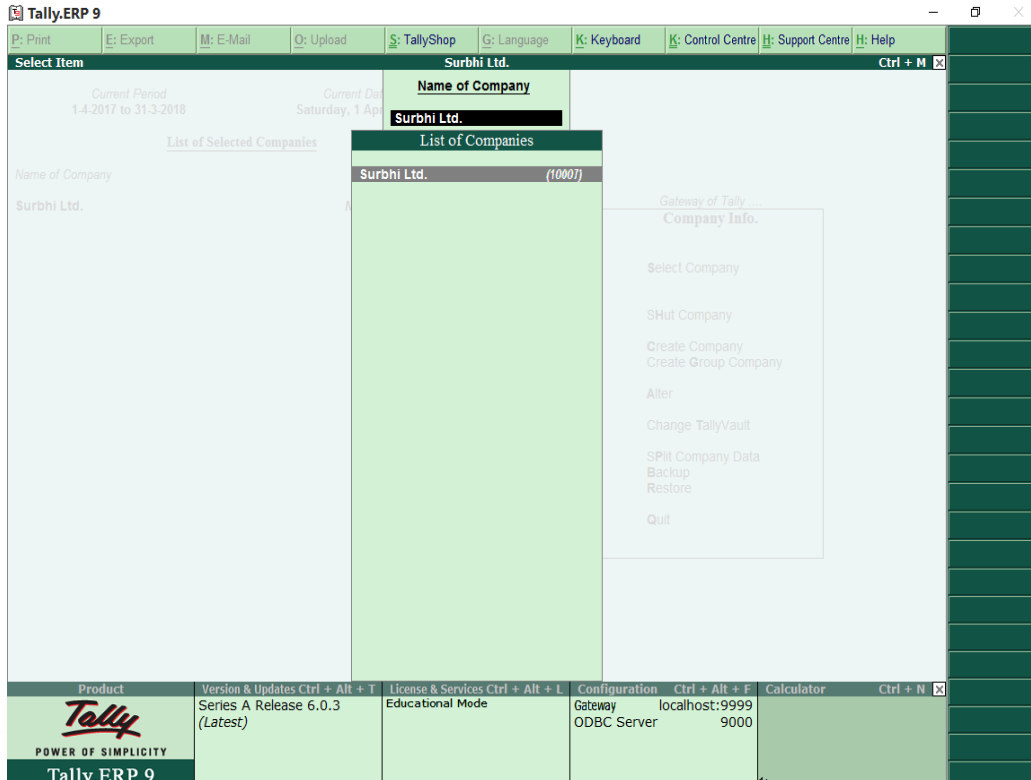 Tally.ERP 9
P: Print E: Export M: E-Mail O: Upload S: TallyShop G: Language K: Keyboard K: Control Centre H: Support Centre H: Help
Select Item Surbhi Ltd. Ctrl + M
Current Period
1-4-2017 to 31-3-2018
Current Dat
Saturday, 1 Apr
List of Selected Companies
Name of Company
Surbhi Ltd.
Name of Company
Surbhi Ltd.
List of Companies
Surbhi Ltd. (10007)
Gateway of Tally ....
Company Info.
Select Company
SHut Company
Create Company
Create Group Company
Alter
Change TallyVault
SPlit Company Data
Backup
Restore
Quit
Product
Tally
POWER OF SIMPLICITY
Tally ERP 9
Version & Updates Ctrl + Alt + T
Series A Release 6.0.3
(Latest)
License & Services Ctrl + Alt + L
Educational Mode
Configuration Ctrl + Alt + F
Gateway localhost:9999
ODBC Server 9000
Calculator Ctrl + N